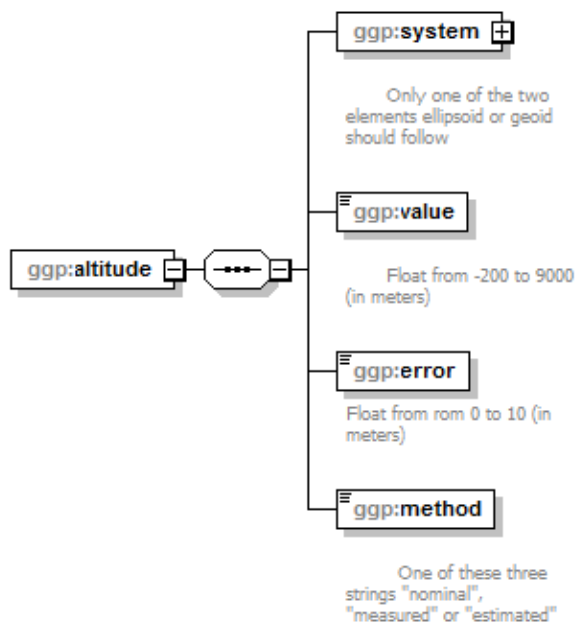 ggp:system
Only one of the two
elements ellipsoid or geoid
should follow
ggp:value
Float from -200 to 9000
(in meters)
ggp:altitude
ggp:error
Float from rom 0 to 10 (in
meters)
ggp:method
One of these three
strings "nominal",
"measured" or "estimated"